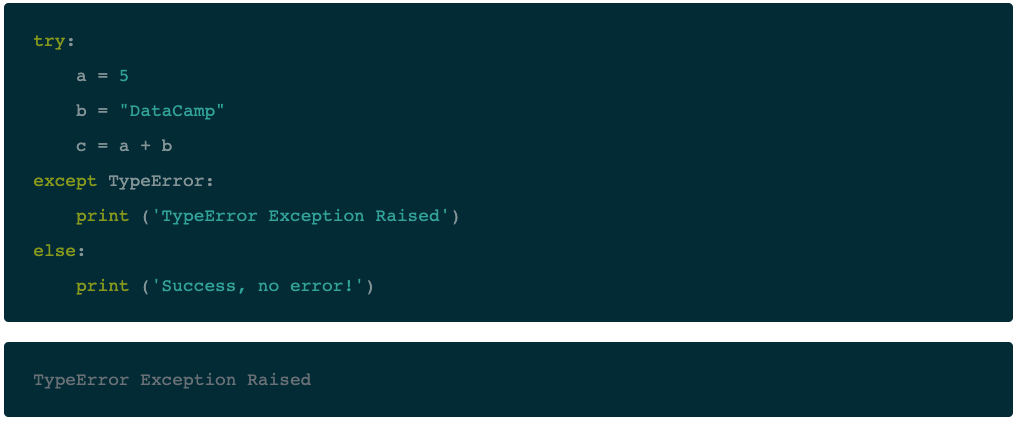 try:
    a = 5
    b = "DataCamp"
    c = a + b
except TypeError:
    print ('TypeError Exception Raised')
else:
    print ('Success, no error!')
TypeError Exception Raised